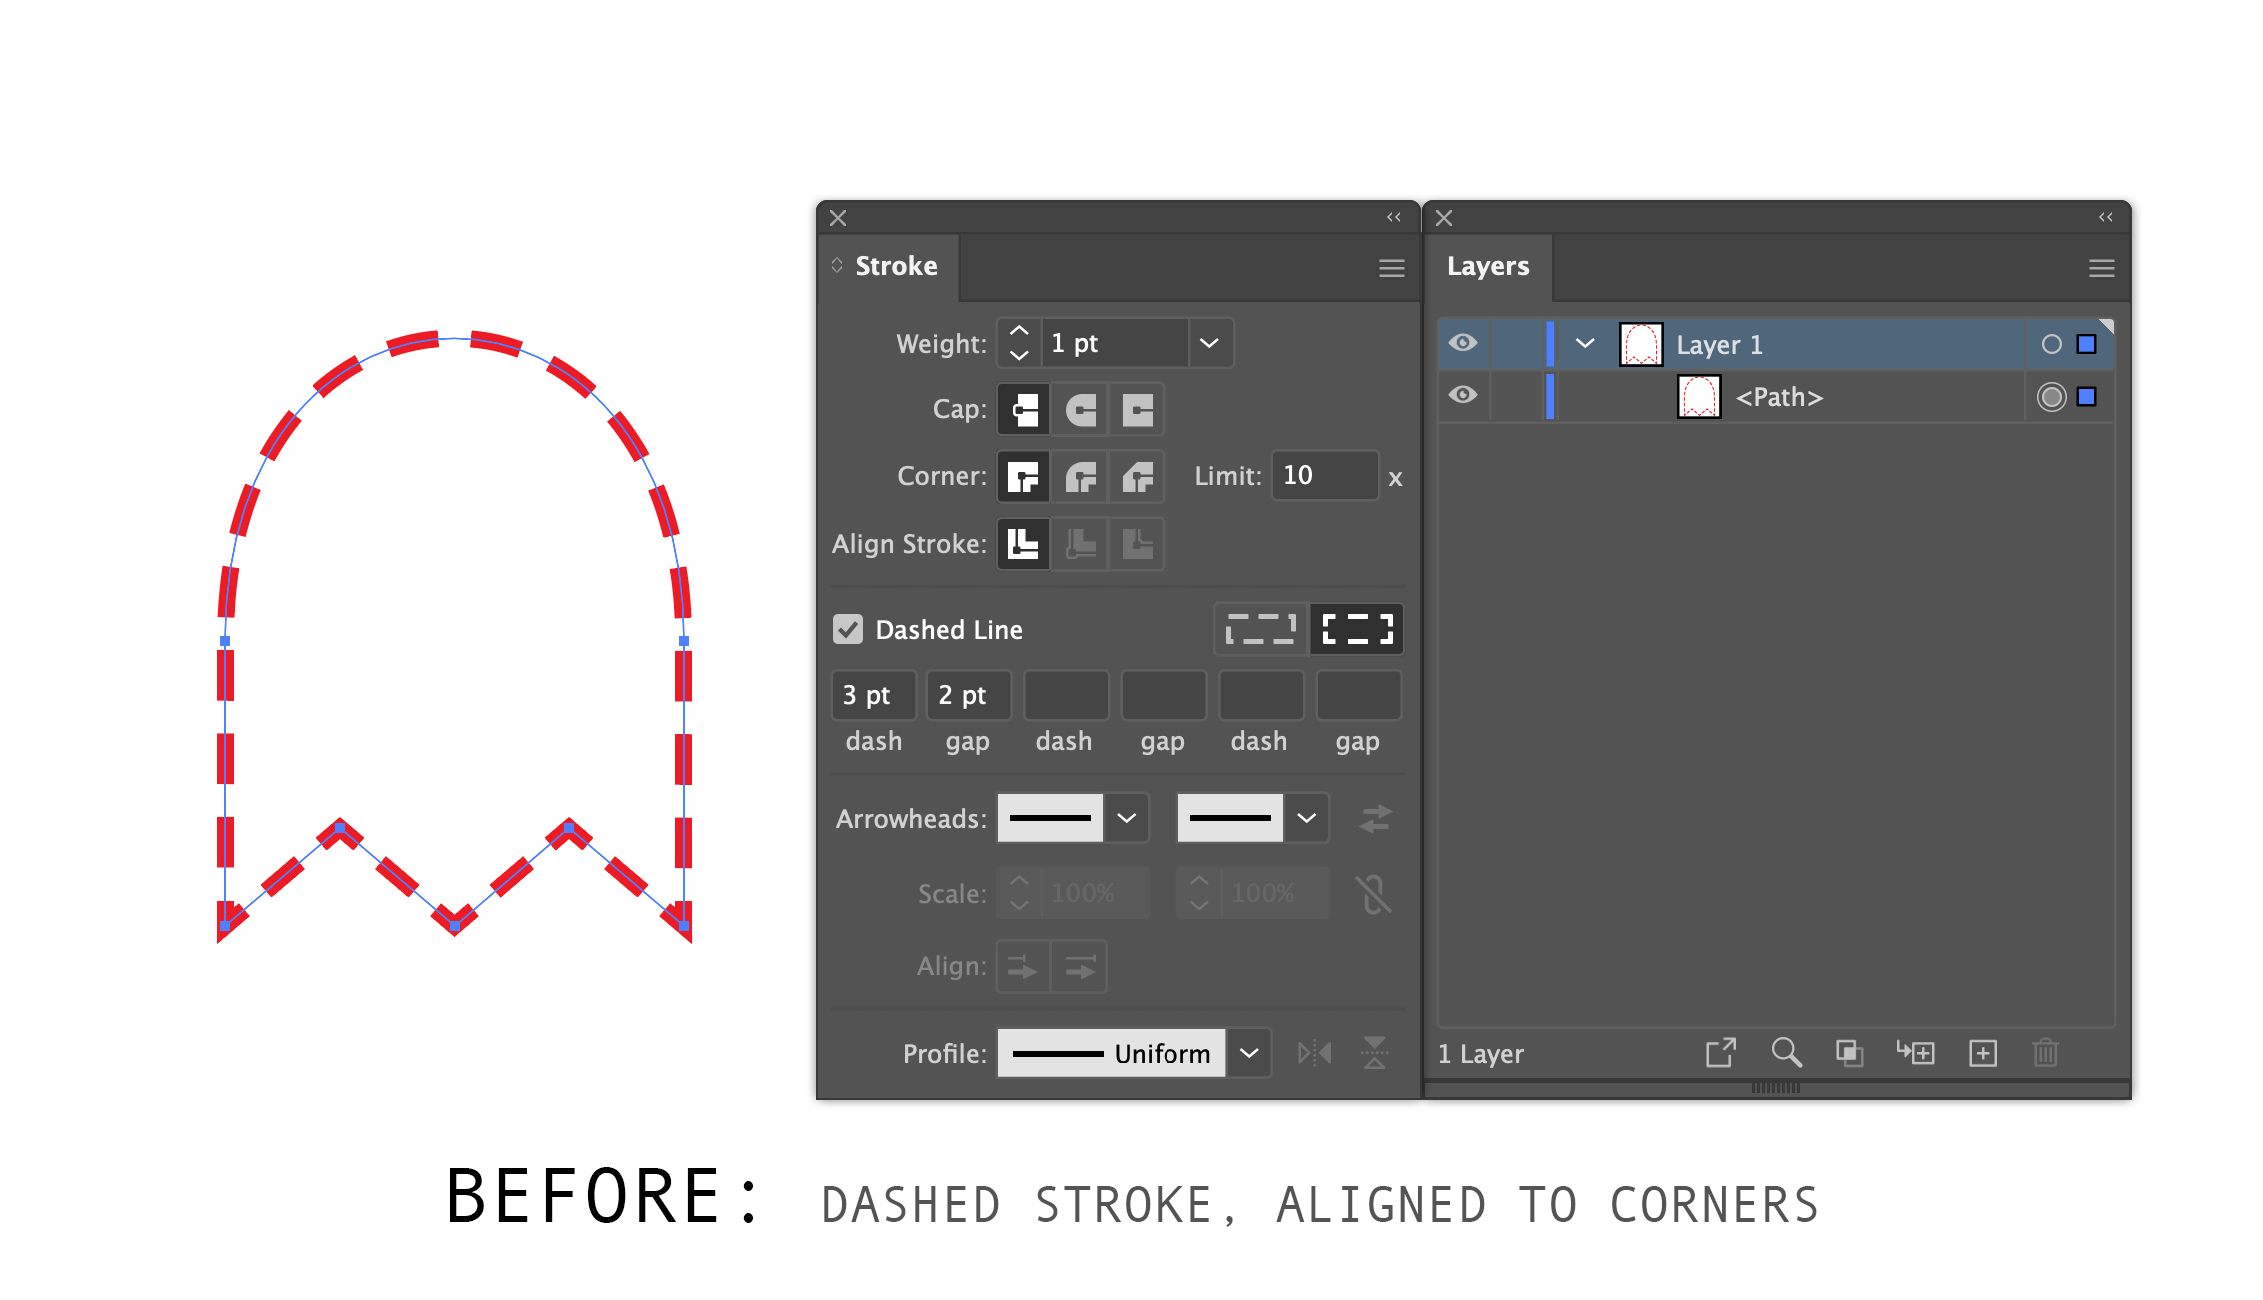 Stroke
Weight: 1 pt
Cap:
Corner: Limit: 10 x
Align Stroke:
Dashed Line
3 pt 2 pt
dash gap dash gap dash gap
Arrowheads:
Scale: 100% 100%
Align:
Profile: Uniform
Layers
Layer 1
<Path>
1 Layer
BEFORE: DASHED STROKE, ALIGNED TO CORNERS